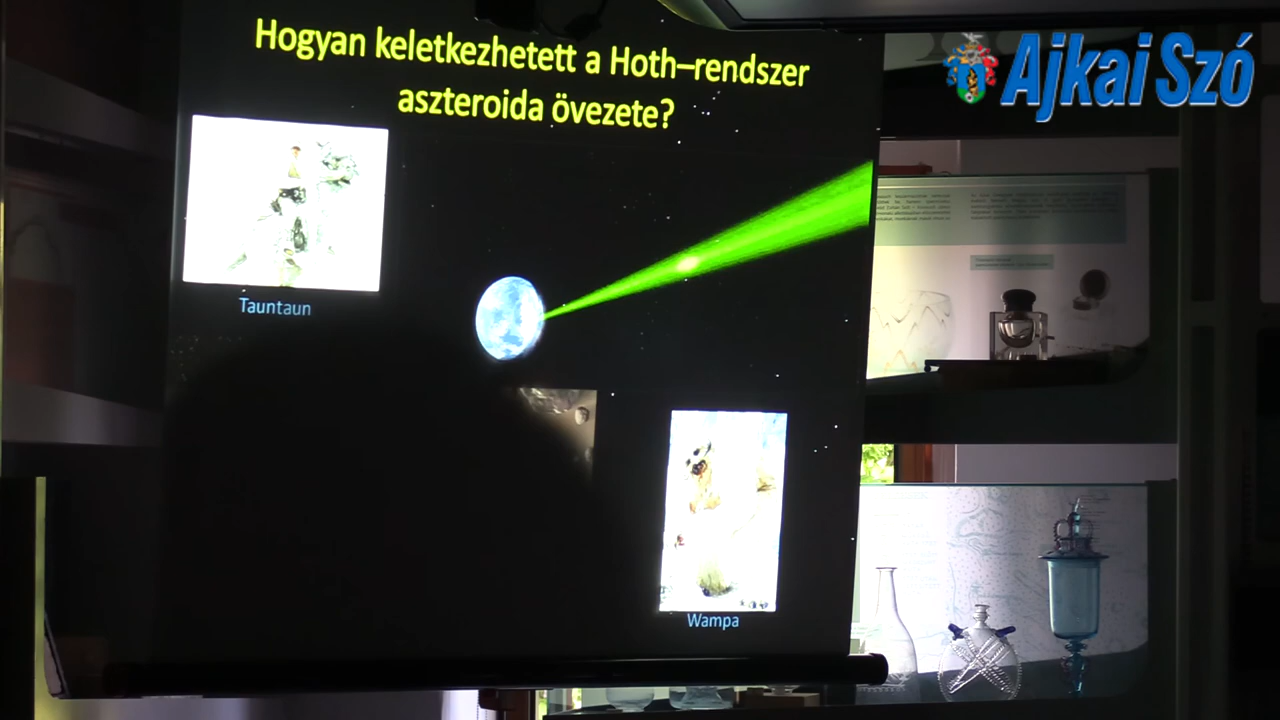 Hogyan keletkezhetett a Hoth–rendszer
aszteroida övezete?
Ajkai Szó
Tauntaun
Wampa